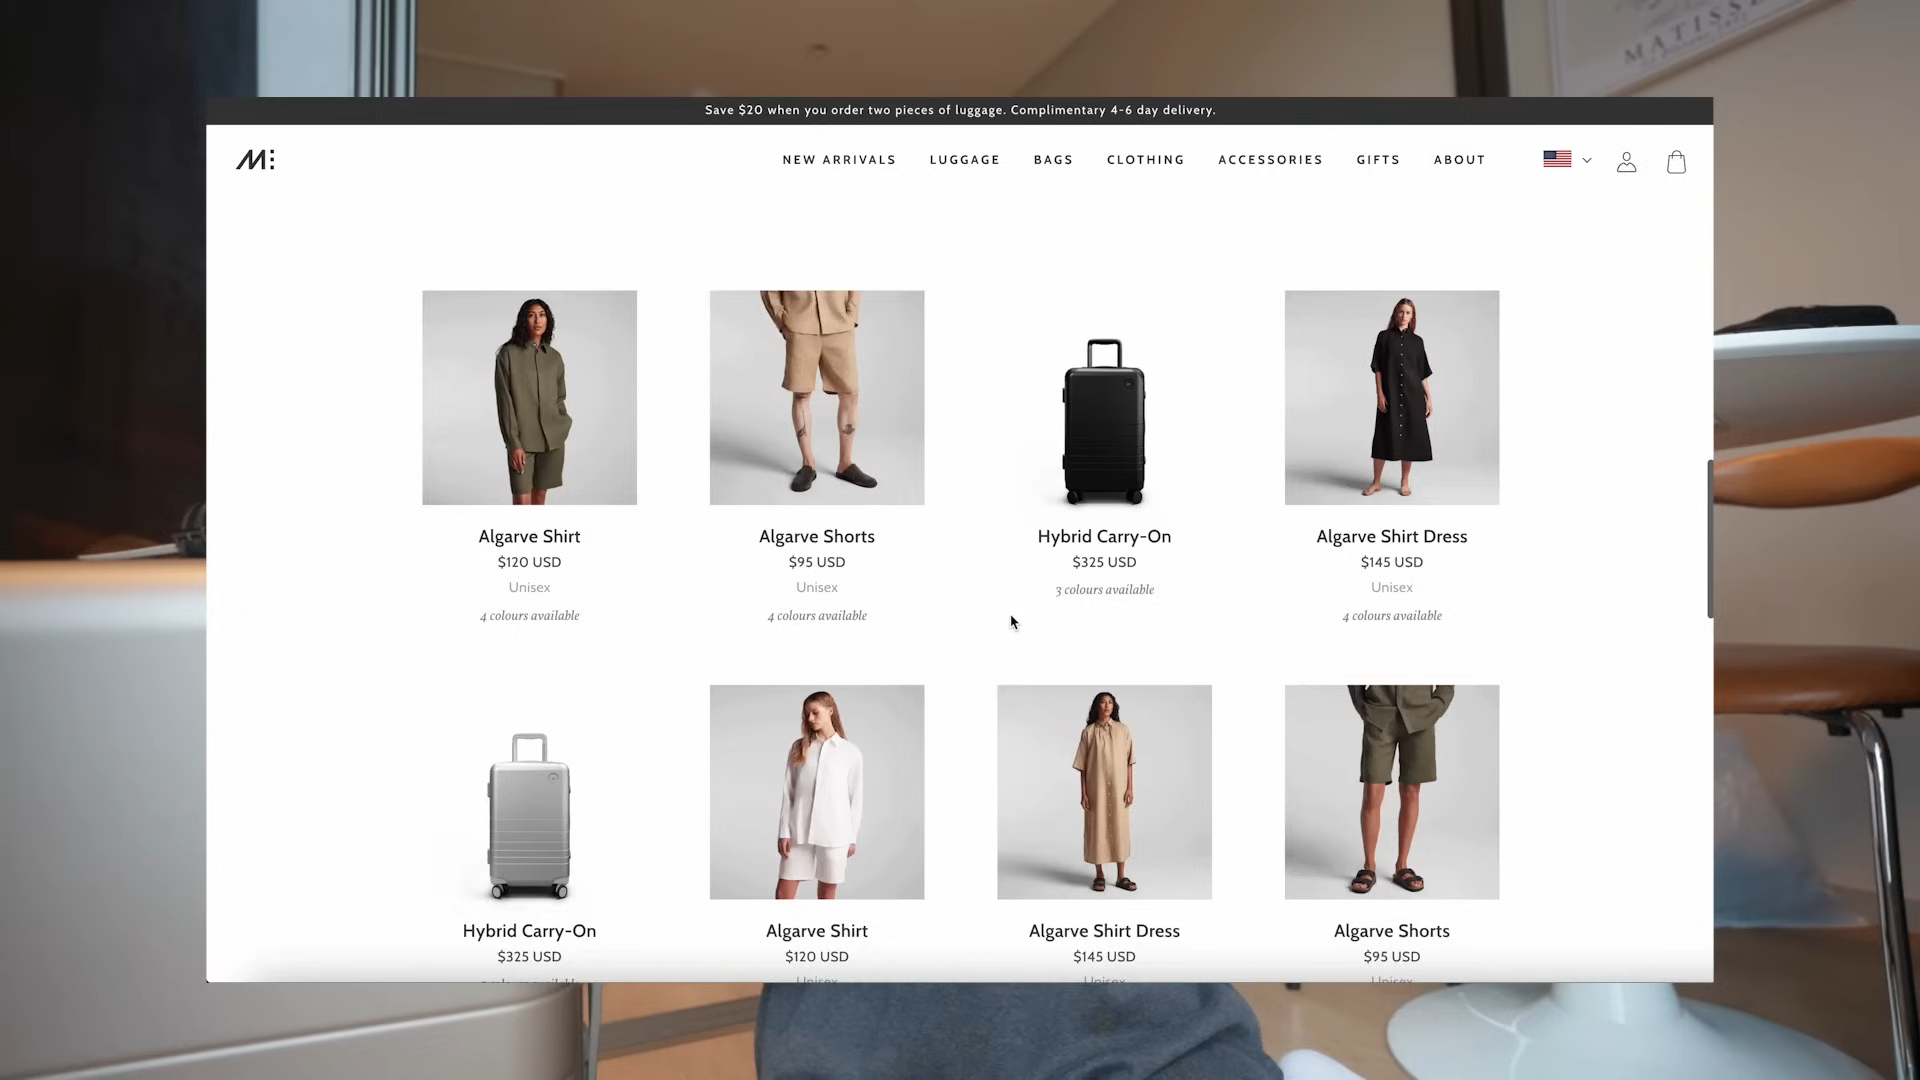 MATISSE
Save $20 when you order two pieces of luggage. Complimentary 4-6 day delivery.
M:
NEW ARRIVALS LUGGAGE BAGS CLOTHING ACCESSORIES GIFTS ABOUT
Algarve Shirt
$120 USD
Unisex
4 colours available
Algarve Shorts
$95 USD
Unisex
4 colours available
Hybrid Carry-On
$325 USD
3 colours available
Algarve Shirt Dress
$145 USD
Unisex
4 colours available
Hybrid Carry-On
$325 USD
Algarve Shirt
$120 USD
Unisex
Algarve Shirt Dress
$145 USD
Unisex
Algarve Shorts
$95 USD
Unisex